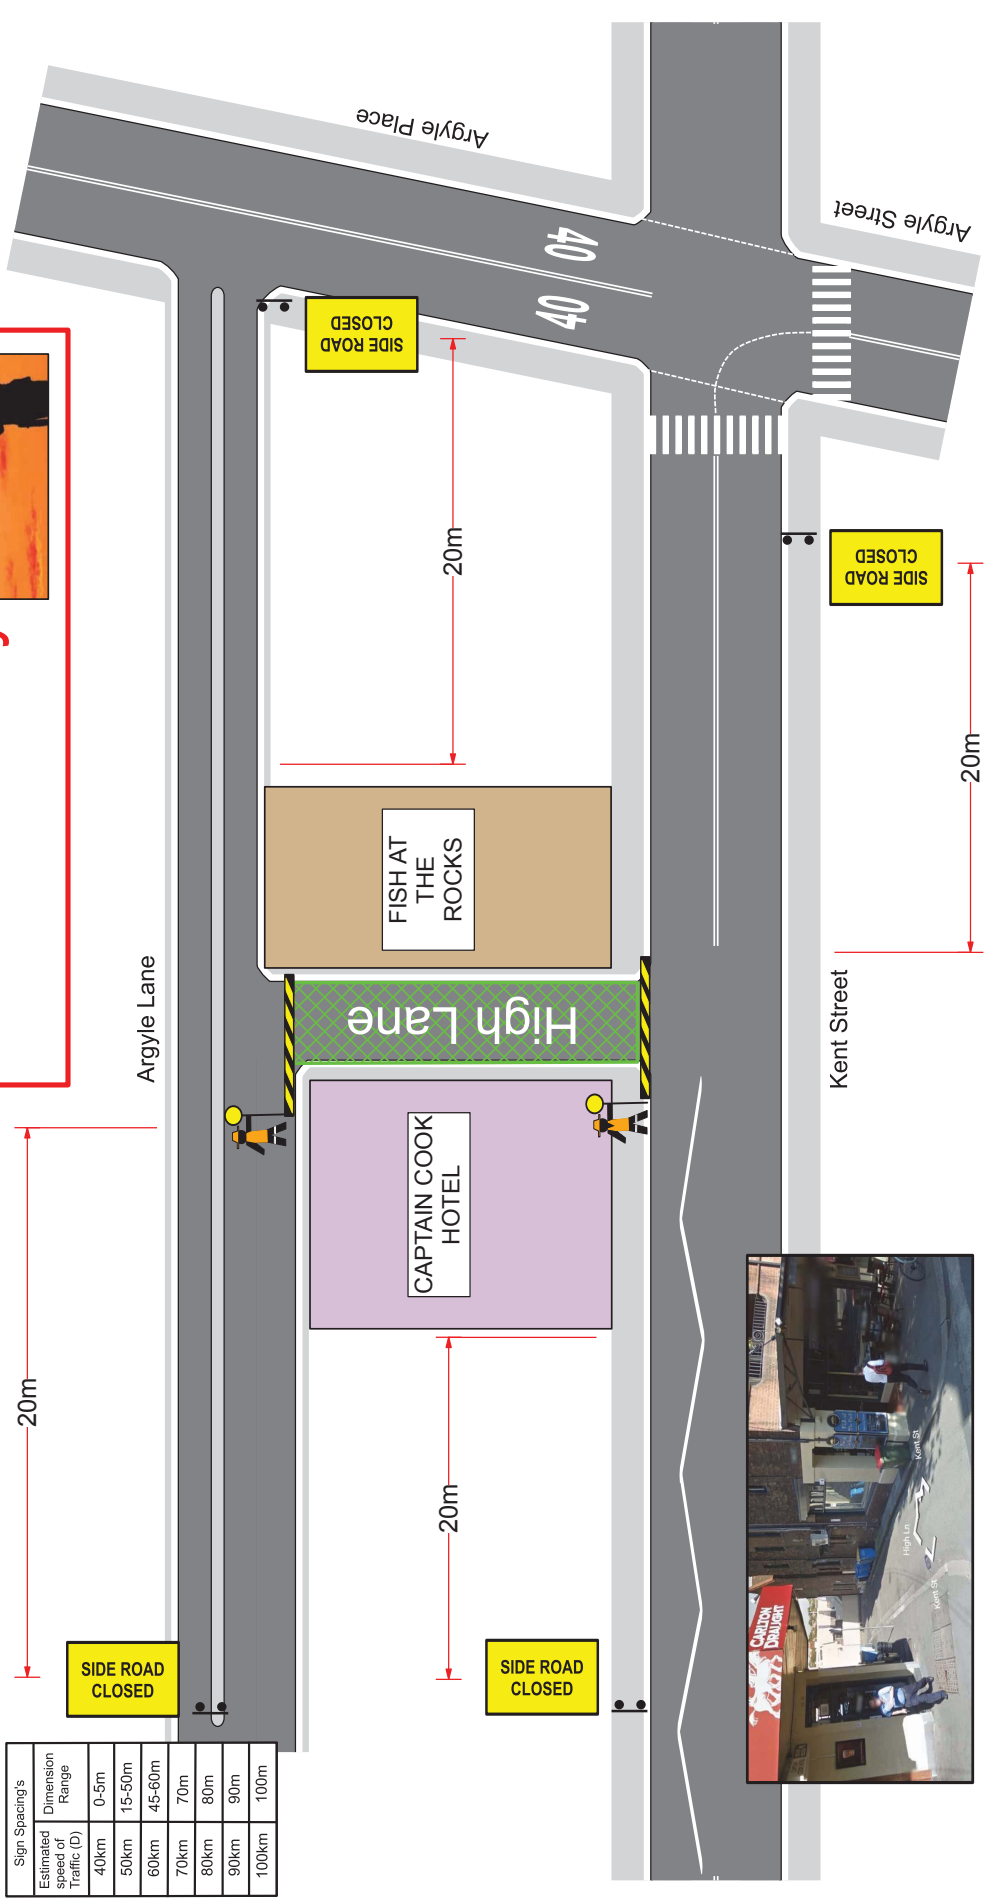 Argyle Place
Argyle Street
40
40
SIDE ROAD
CLOSED
20m
SIDE ROAD
CLOSED
20m
FISH AT
THE
ROCKS
Argyle Lane
High Lane
Kent Street
CAPTAIN COOK
HOTEL
20m
20m
SIDE ROAD
CLOSED
SIDE ROAD
CLOSED
Sign Spacing's
Estimated speed of Traffic (D) Dimension Range
40km 0-5m
50km 15-50m
60km 45-60m
70km 70m
80km 80m
90km 90m
100km 100m
CARLTON
DRAUGHT
High Ln
Kent St
Kent St